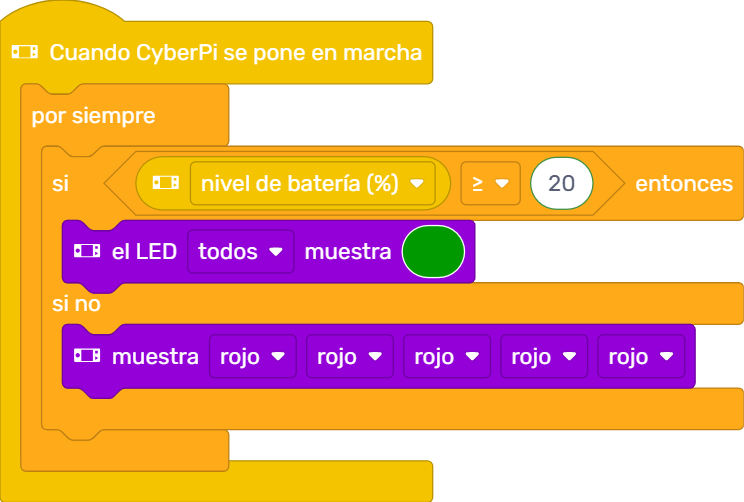 Cuando CyberPi se pone en marcha
por siempre
si nivel de batería (%) ≥ 20 entonces
el LED todos muestra
si no
muestra rojo rojo rojo rojo rojo